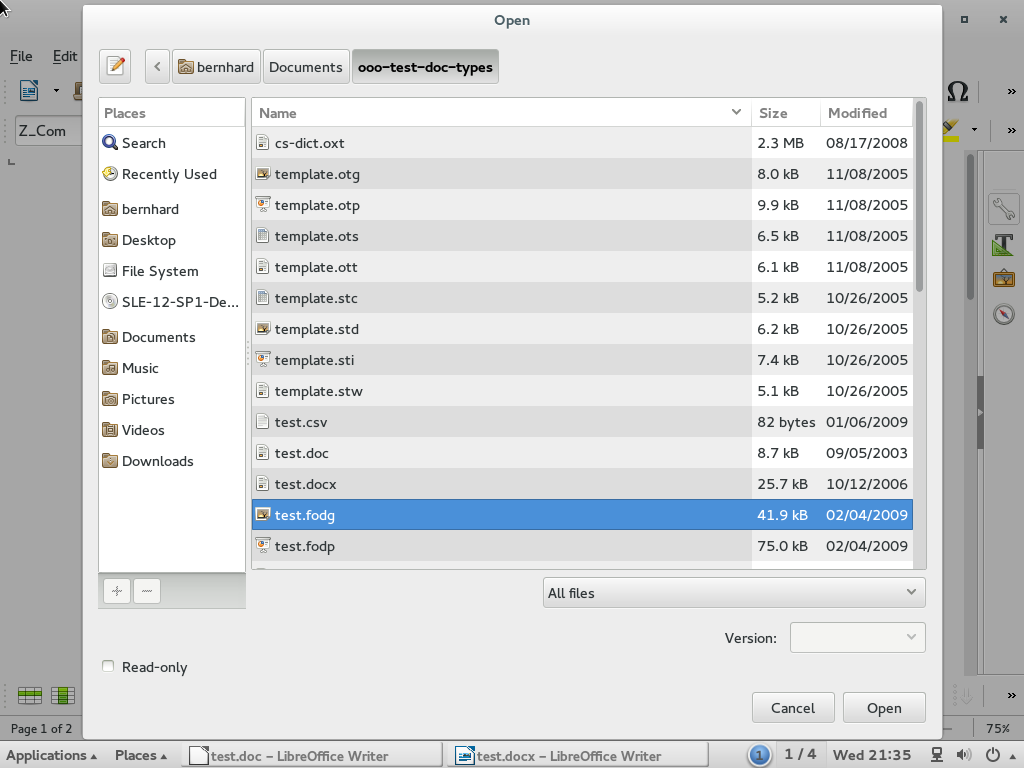 Open
File Edit
bernhard Documents ooo-test-doc-types
Z_Com
Places
Search
Recently Used
bernhard
Desktop
File System
SLE-12-SP1-De...
Documents
Music
Pictures
Videos
Downloads
Name Size Modified
cs-dict.oxt 2.3 MB 08/17/2008
template.otg 8.0 kB 11/08/2005
template.otp 9.9 kB 11/08/2005
template.ots 6.5 kB 11/08/2005
template.ott 6.1 kB 11/08/2005
template.stc 5.2 kB 10/26/2005
template.std 6.2 kB 10/26/2005
template.sti 7.4 kB 10/26/2005
template.stw 5.1 kB 10/26/2005
test.csv 82 bytes 01/06/2009
test.doc 8.7 kB 09/05/2003
test.docx 25.7 kB 10/12/2006
test.fodg 41.9 kB 02/04/2009
test.fodp 75.0 kB 02/04/2009
All files
Version:
Read-only
Cancel Open
Page 1 of 2 75%
Applications Places test.doc – LibreOffice Writer test.docx – LibreOffice Writer 1 1 / 4 Wed 21:35